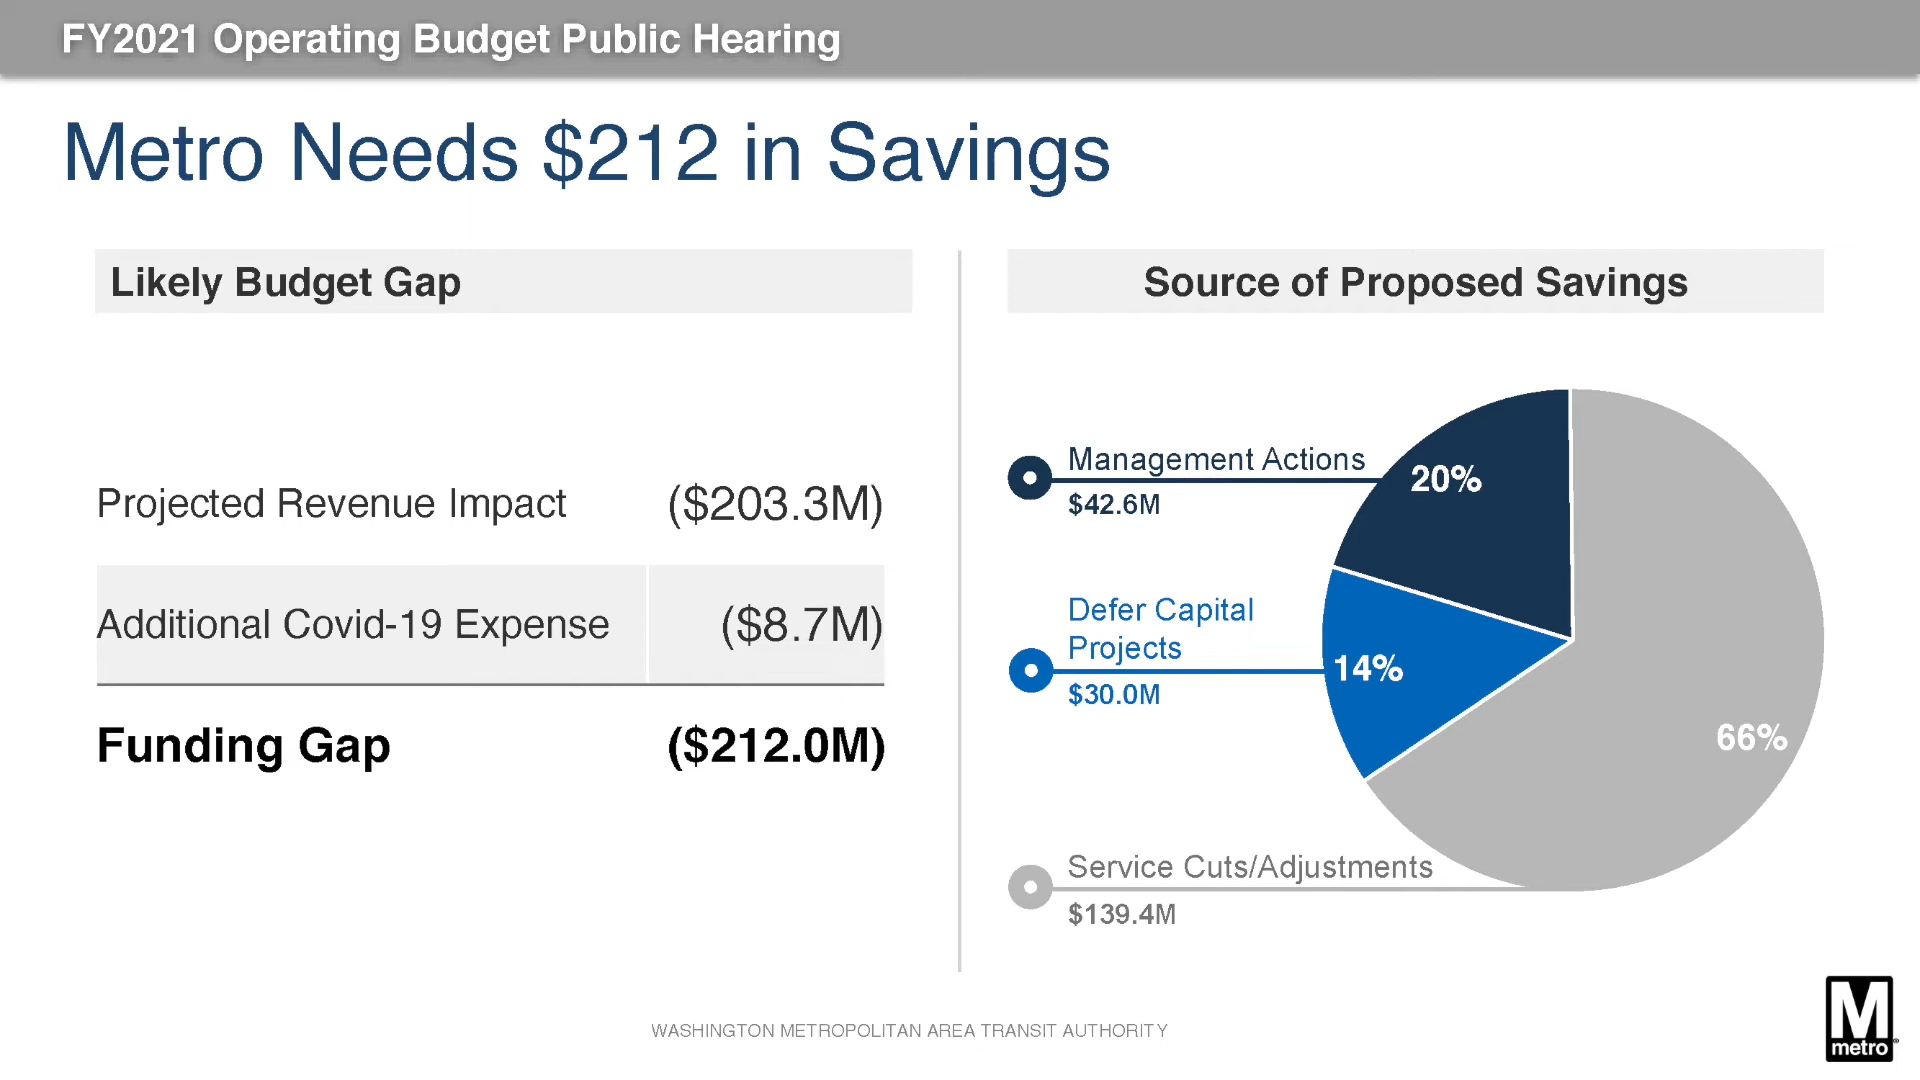 FY2021 Operating Budget Public Hearing
Metro Needs $212 in Savings
Likely Budget Gap
Projected Revenue Impact ($203.3M)
Additional Covid-19 Expense ($8.7M)
Funding Gap ($212.0M)
Source of Proposed Savings
Management Actions
$42.6M
20%
Defer Capital
Projects
$30.0M
14%
66%
Service Cuts/Adjustments
$139.4M
WASHINGTON METROPOLITAN AREA TRANSIT AUTHORITY
M
metro®